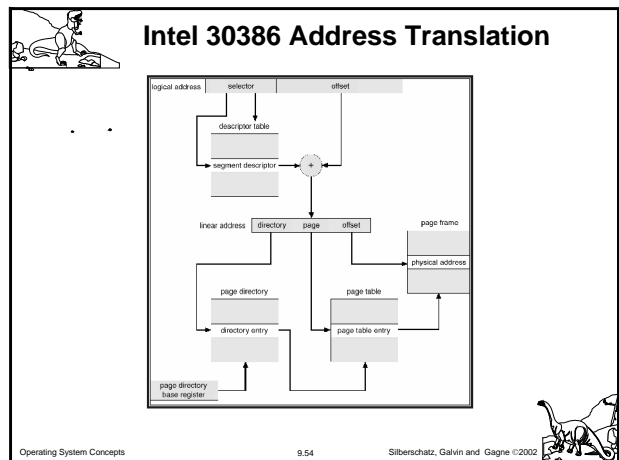 Intel 30386 Address Translation
logical address selector offset
descriptor table
segment descriptor +
linear address directory page offset
page frame
physical address
page directory page table
directory entry page table entry
page directory
base register
Operating System Concepts 9.54 Silberschatz, Galvin and Gagne ©2002